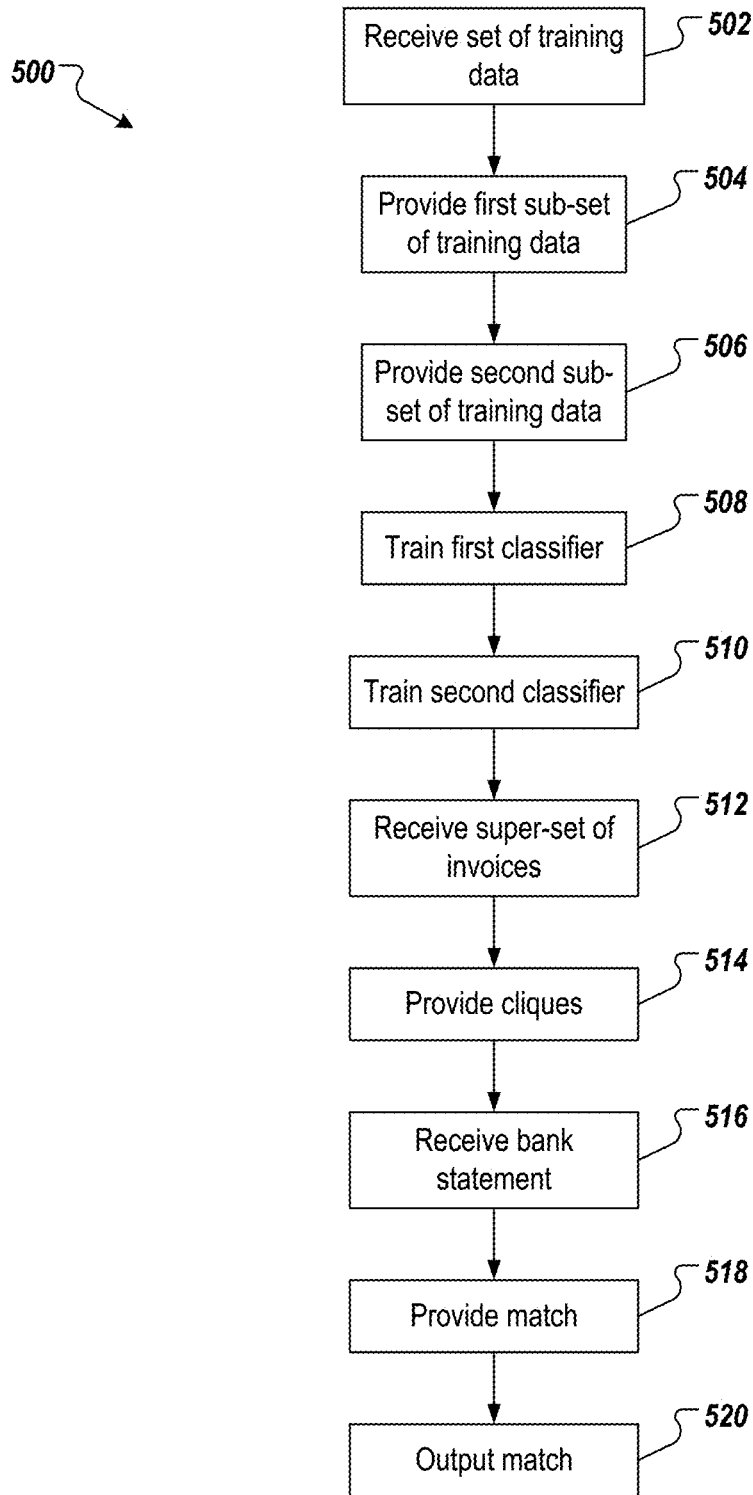 500
Receive set of training
data
502
Provide first sub-set
of training data
504
Provide second sub-
set of training data
506
Train first classifier
508
Train second classifier
510
Receive super-set of
invoices
512
Provide cliques
514
Receive bank
statement
516
Provide match
518
Output match
520